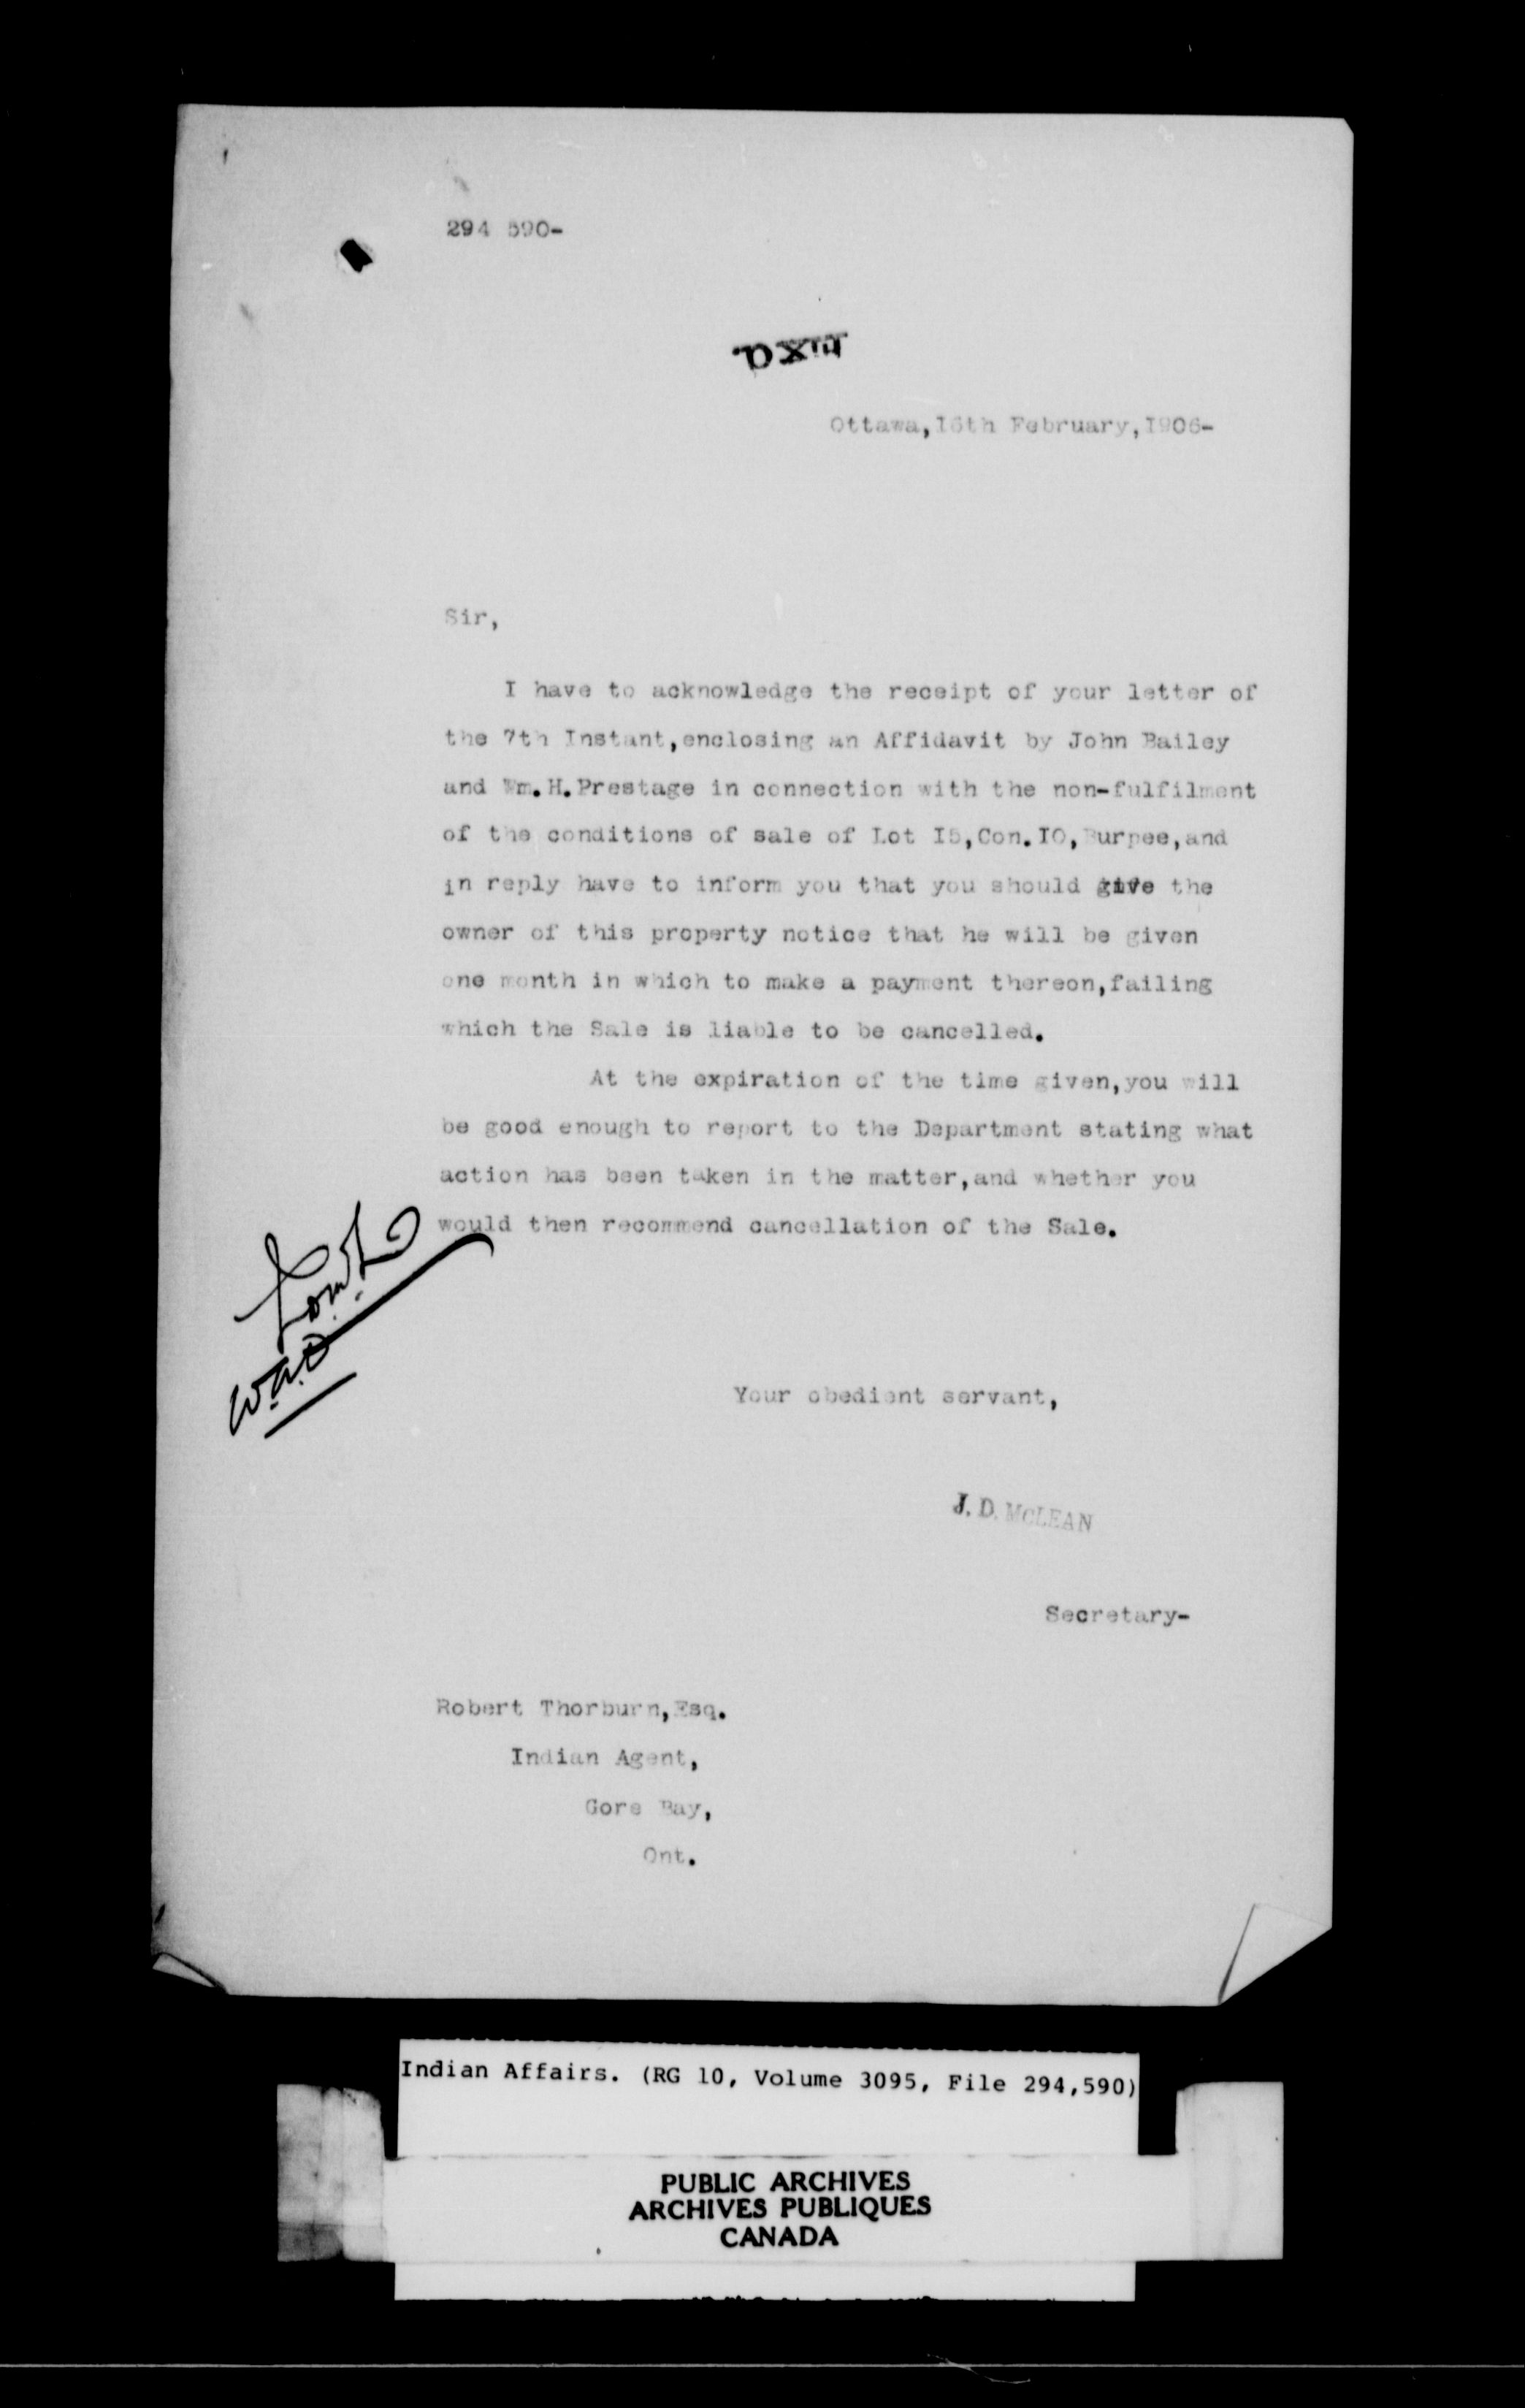 294 590-
Ottawa,16th February,1906-
Sir,
I have to acknowledge the receipt of your letter of
the 7th Instant,enclosing an Affidavit by John Bailey
and Wm.H.Prestage in connection with the non-fulfilment
of the conditions of sale of Lot I5,Con.IO,Burpee,and
in reply have to inform you that you should give the
owner of this property notice that he will be given
one month in which to make a payment thereon,failing
which the Sale is liable to be cancelled.
At the expiration of the time given,you will
be good enough to report to the Department stating what
action has been taken in the matter,and whether you
would then recommend cancellation of the Sale.
Your obedient servant,
J. D. MCLEAN
Secretary-
Robert Thorburn,Esq.
Indian Agent,
Gore Bay,
Ont.
Indian Affairs. (RG 10, Volume 3095, File 294,590)
PUBLIC ARCHIVES
ARCHIVES PUBLIQUES
CANADA